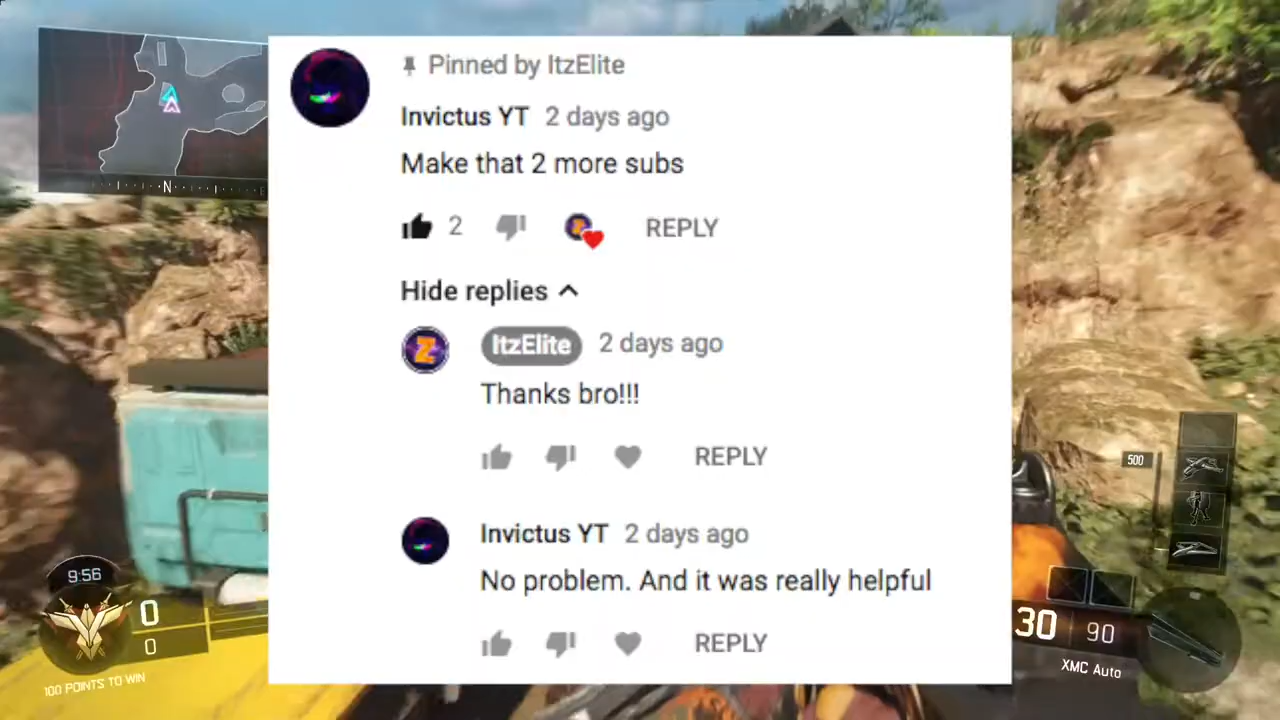 Pinned by ItzElite
Invictus YT 2 days ago
Make that 2 more subs
2 REPLY
Hide replies
Z
ItzElite 2 days ago
Thanks bro!!!
REPLY
Invictus YT 2 days ago
No problem. And it was really helpful
REPLY
N
500
9:56
0
0
100 POINTS TO WIN
30 90
XMC Auto